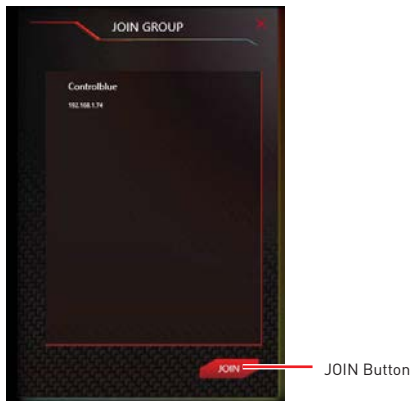 JOIN GROUP
Controlblue
192.168.1.74
JOIN
JOIN Button